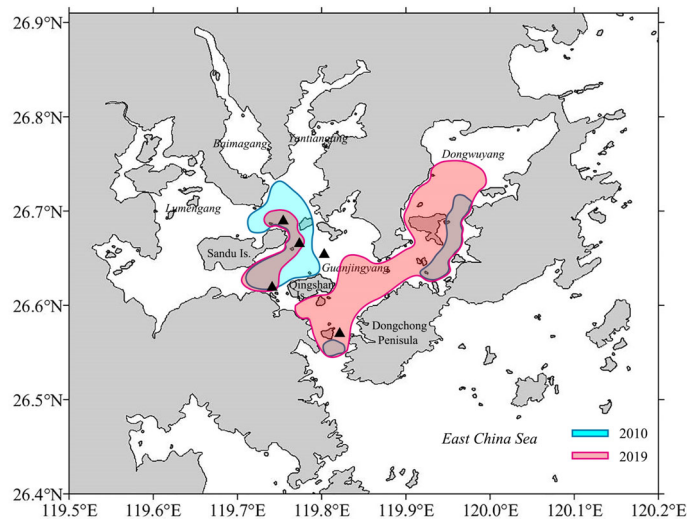 26.9°N
26.8°N
Baimagang
Yantiangang
Dongwuyang
26.7°N
Lumengang
Sandu Is.
Guanjingyang
Qingshan
Is.
26.6°N
Dongchong
Penisula
26.5°N
East China Sea
2010
2019
26.4°N
119.5°E
119.6°E
119.7°E
119.8°E
119.9°E
120.0°E
120.1°E
120.2°E